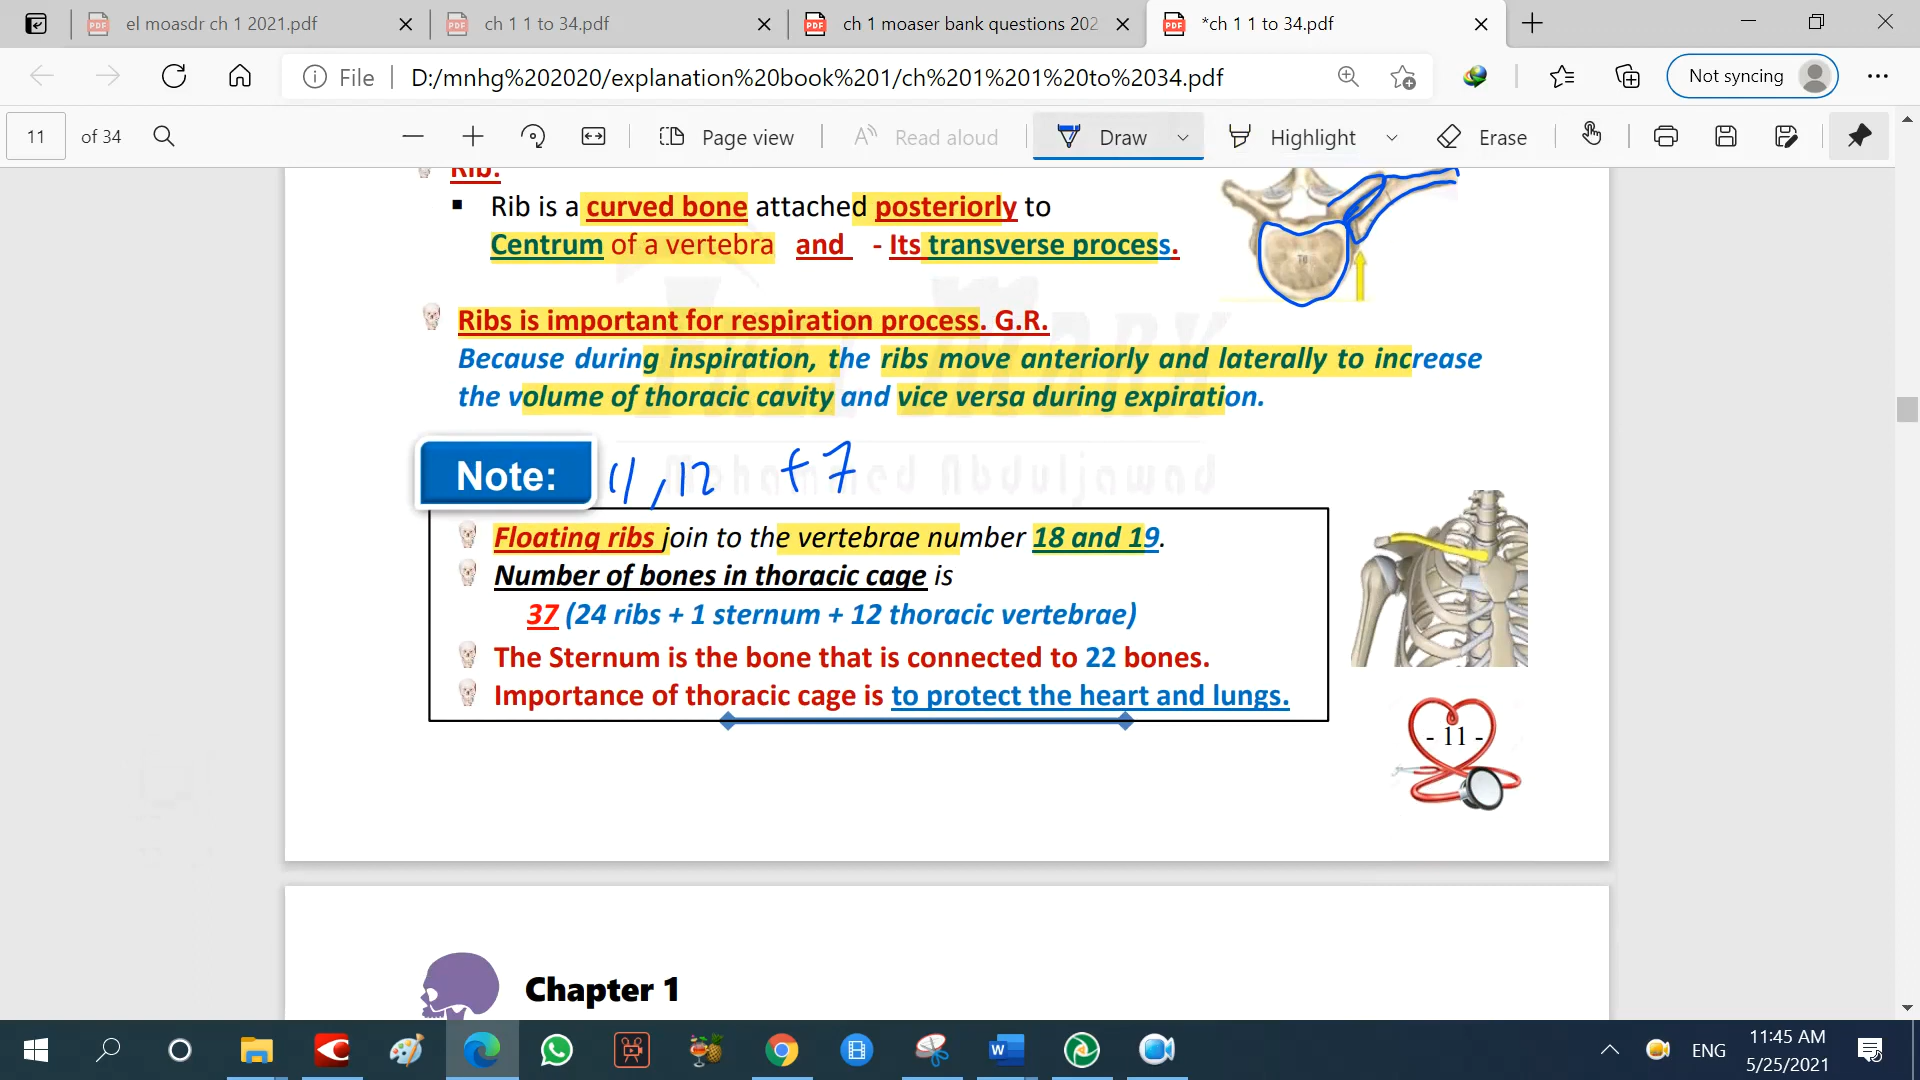 el moasdr ch 1 2021.pdf
ch 1 1 to 34.pdf
ch 1 moaser bank questions 202
*ch 1 1 to 34.pdf
File
D:/mnhg%202020/explanation%20book%201/ch%201%201%20to%2034.pdf
Not syncing
11 of 34
Page view
Read aloud
Draw
Highlight
Erase
Rib:
Rib is a curved bone attached posteriorly to
Centrum of a vertebra and - Its transverse process.
T6
Ribs is important for respiration process. G.R.
Because during inspiration, the ribs move anteriorly and laterally to increase
the volume of thoracic cavity and vice versa during expiration.
Mohammed Abduljawad
Note: 11, 12 +7
Floating ribs join to the vertebrae number 18 and 19.
Number of bones in thoracic cage is
37 (24 ribs + 1 sternum + 12 thoracic vertebrae)
The Sternum is the bone that is connected to 22 bones.
Importance of thoracic cage is to protect the heart and lungs.
- 11 -
Chapter 1
ENG
11:45 AM
5/25/2021